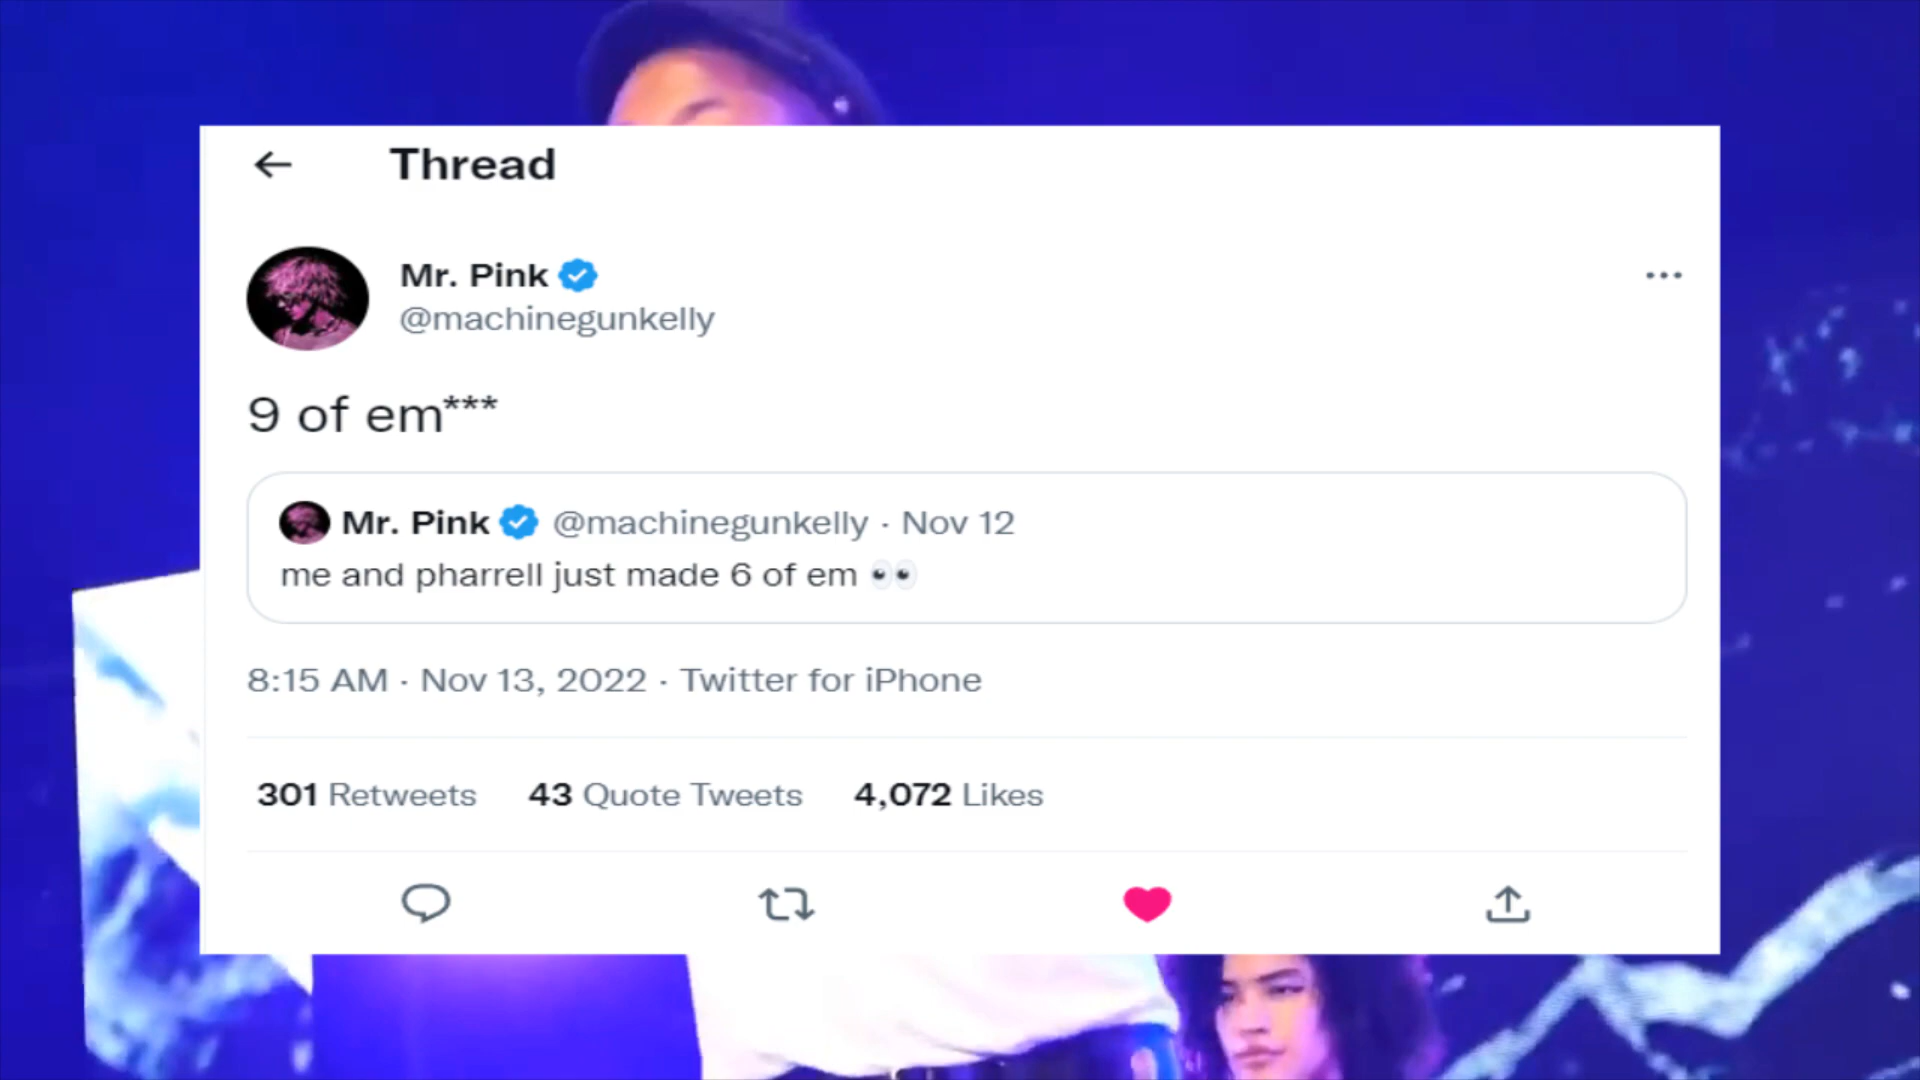 Thread
Mr. Pink
@machinegunkelly
9 of em***
Mr. Pink @machinegunkelly · Nov 12
me and pharrell just made 6 of em 👀
8:15 AM · Nov 13, 2022 · Twitter for iPhone
301 Retweets 43 Quote Tweets 4,072 Likes